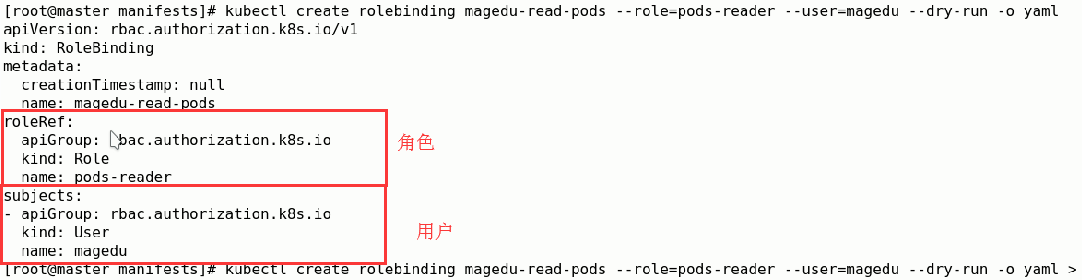 [root@master manifests]# kubectl create rolebinding magedu-read-pods --role=pods-reader --user=magedu --dry-run -o yaml
apiVersion: rbac.authorization.k8s.io/v1
kind: RoleBinding
metadata:
  creationTimestamp: null
  name: magedu-read-pods
roleRef:
  apiGroup: rbac.authorization.k8s.io
  kind: Role
  name: pods-reader
角色
subjects:
- apiGroup: rbac.authorization.k8s.io
  kind: User
  name: magedu
用户
[root@master manifests]# kubectl create rolebinding magedu-read-pods --role=pods-reader --user=magedu --dry-run -o yaml >